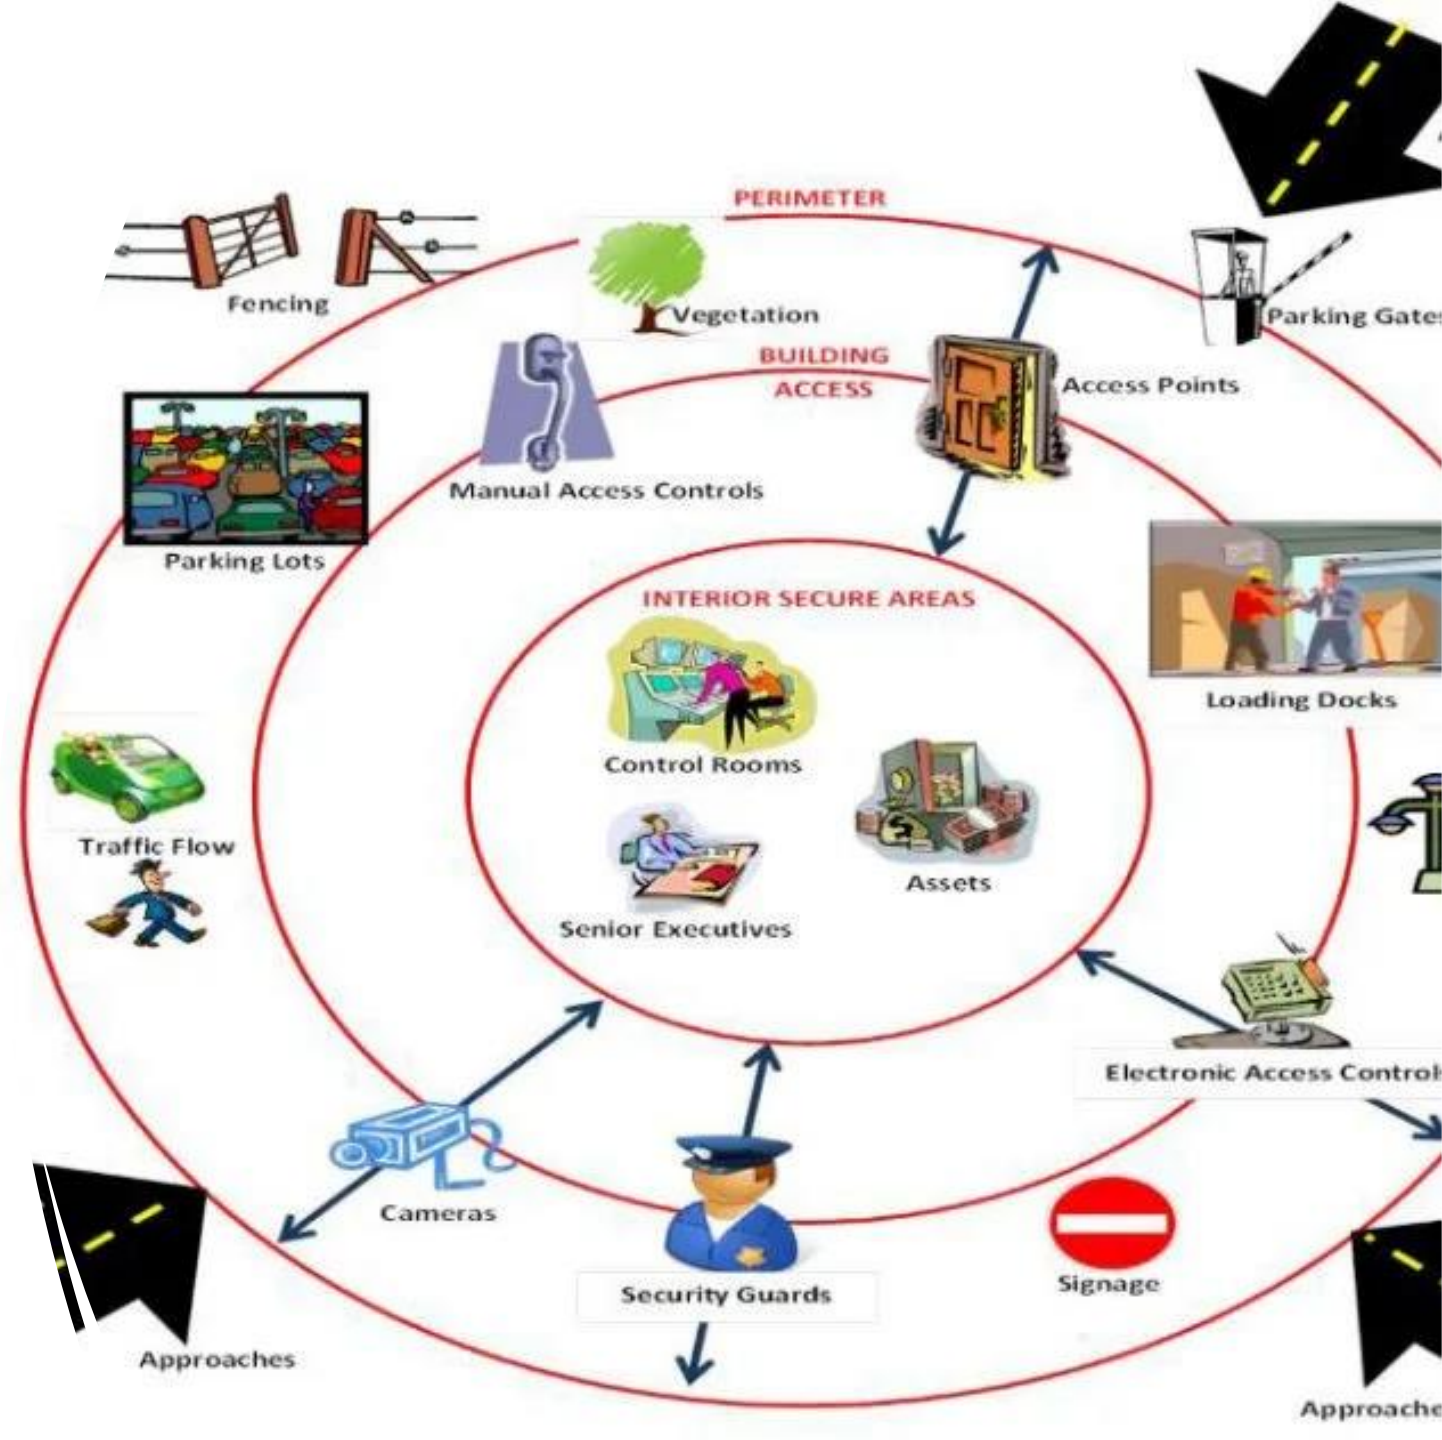 PERIMETER
Fencing
Vegetation
Parking Gates
BUILDING
ACCESS
Access Points
Manual Access Controls
Parking Lots
INTERIOR SECURE AREAS
Loading Docks
Control Rooms
Traffic Flow
Assets
Senior Executives
Electronic Access Controls
Cameras
Signage
Security Guards
Approaches
Approache